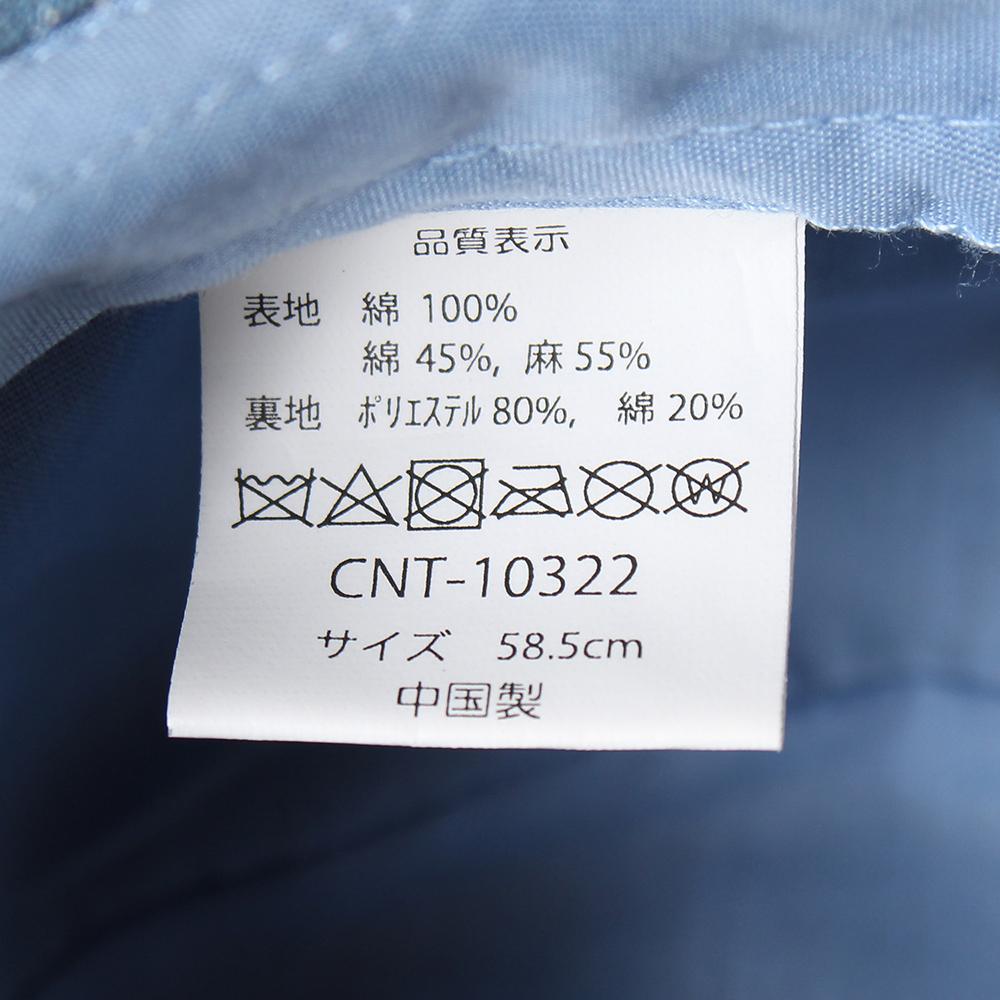 品質表示
表地 綿 100%
綿 45%, 麻 55%
裏地 ポリエステル 80%, 綿 20%
CNT-10322
サイズ 58.5cm
中国製